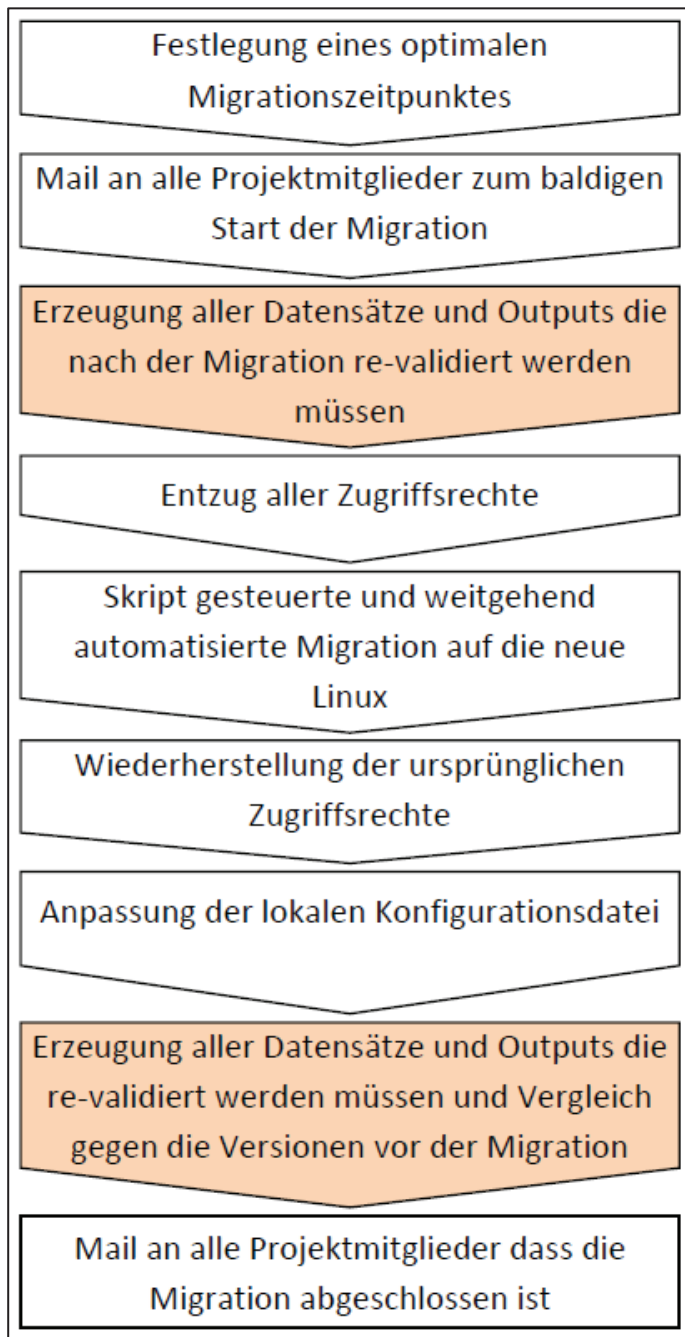 Festlegung eines optimalen
Migrationszeitpunktes
Mail an alle Projektmitglieder zum baldigen
Start der Migration
Erzeugung aller Datensätze und Outputs die
nach der Migration re-validiert werden
müssen
Entzug aller Zugriffsrechte
Skript gesteuerte und weitgehend
automatisierte Migration auf die neue
Linux
Wiederherstellung der ursprünglichen
Zugriffsrechte
Anpassung der lokalen Konfigurationsdatei
Erzeugung aller Datensätze und Outputs die
re-validiert werden müssen und Vergleich
gegen die Versionen vor der Migration
Mail an alle Projektmitglieder dass die
Migration abgeschlossen ist